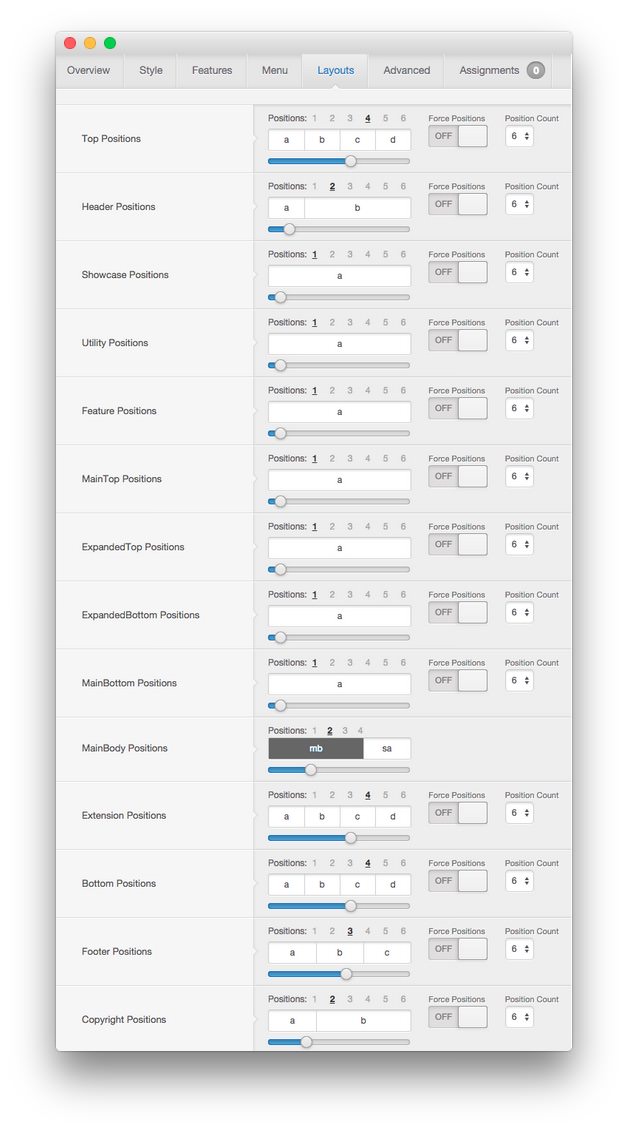 Overview Style Features Menu Layouts Advanced Assignments 0
Positions: 1 2 3 4 5 6 Force Positions Position Count
Top Positions a b c d OFF 6
Positions: 1 2 3 4 5 6 Force Positions Position Count
Header Positions a b OFF 6
Positions: 1 2 3 4 5 6 Force Positions Position Count
Showcase Positions a OFF 6
Positions: 1 2 3 4 5 6 Force Positions Position Count
Utility Positions a OFF 6
Positions: 1 2 3 4 5 6 Force Positions Position Count
Feature Positions a OFF 6
Positions: 1 2 3 4 5 6 Force Positions Position Count
MainTop Positions a OFF 6
Positions: 1 2 3 4 5 6 Force Positions Position Count
ExpandedTop Positions a OFF 6
Positions: 1 2 3 4 5 6 Force Positions Position Count
ExpandedBottom Positions a OFF 6
Positions: 1 2 3 4 5 6 Force Positions Position Count
MainBottom Positions a OFF 6
Positions: 1 2 3 4
MainBody Positions mb sa
Positions: 1 2 3 4 5 6 Force Positions Position Count
Extension Positions a b c d OFF 6
Positions: 1 2 3 4 5 6 Force Positions Position Count
Bottom Positions a b c d OFF 6
Positions: 1 2 3 4 5 6 Force Positions Position Count
Footer Positions a b c OFF 6
Positions: 1 2 3 4 5 6 Force Positions Position Count
Copyright Positions a b OFF 6